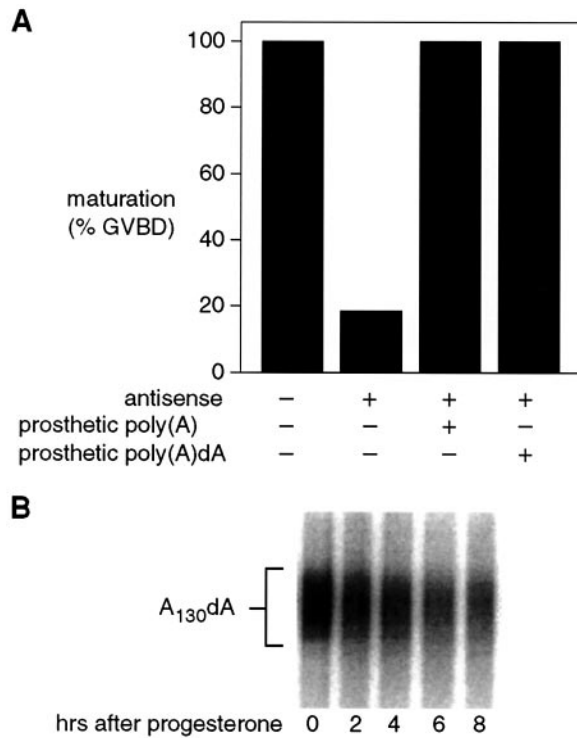 A
100
80
maturation 60
(% GVBD)
40
20
0
antisense − + + +
prosthetic poly(A) − − + −
prosthetic poly(A)dA − − − +
B
A₁₃₀dA
hrs after progesterone 0 2 4 6 8